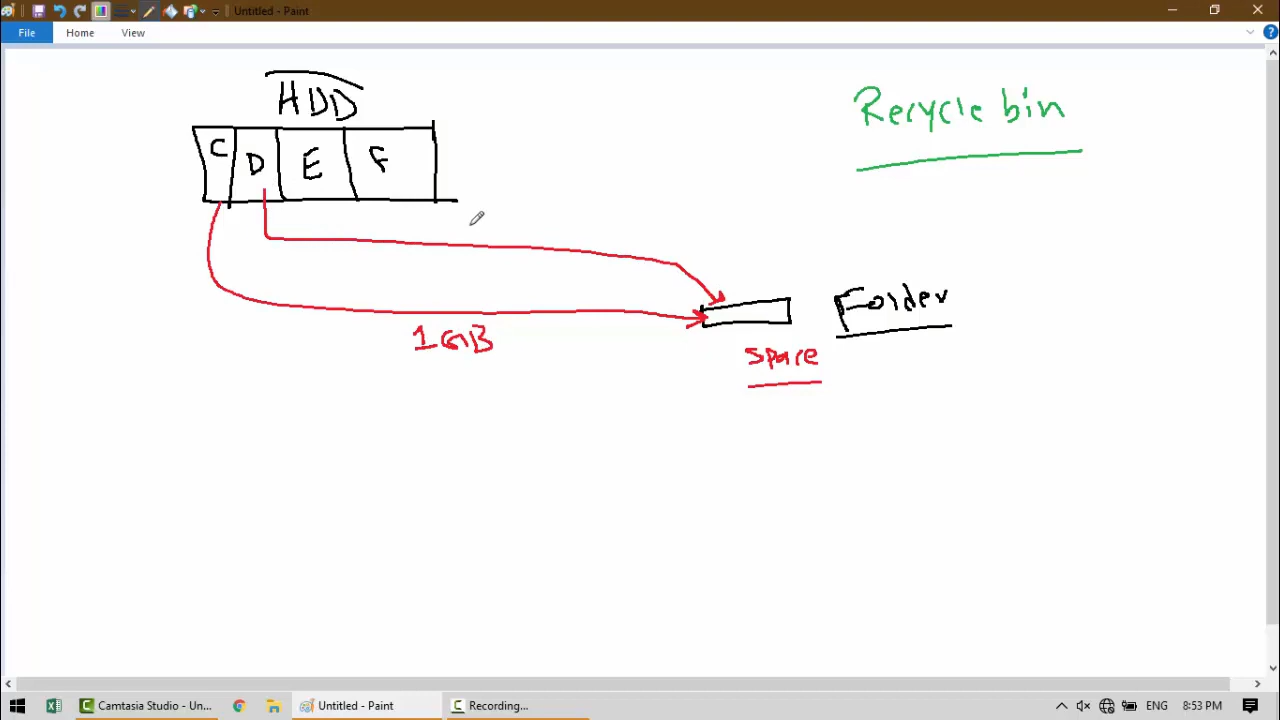 Untitled - Paint
File Home View
HDD
Recycle bin
C D E F
Folder
1GB
space
Camtasia Studio - Un... Untitled - Paint Recording... ENG 8:53 PM